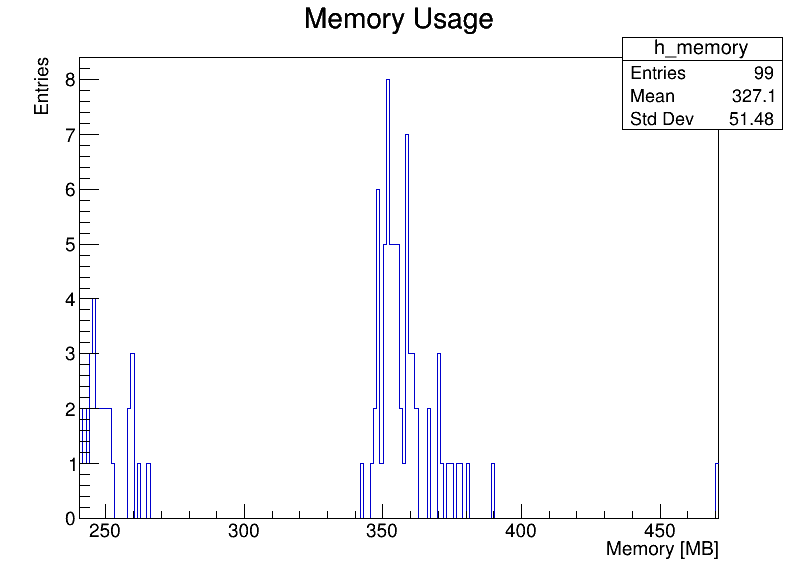 Memory Usage
h_memory
Entries 99
Mean 327.1
Std Dev 51.48
Entries
8
7
6
5
4
3
2
1
0
250 300 350 400 450
Memory [MB]